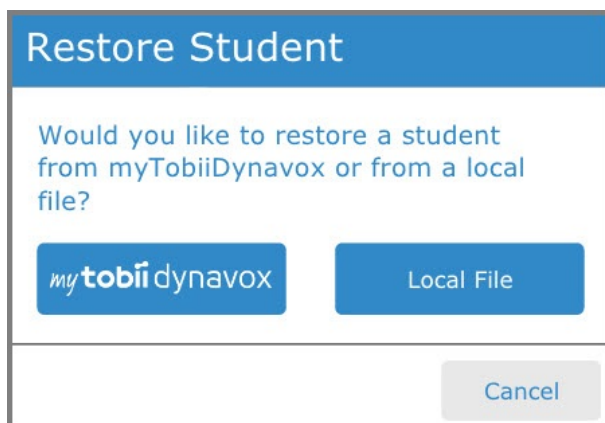 Restore Student
Would you like to restore a student
from myTobiiDynavox or from a local
file?
my tobii dynavox
Local File
Cancel